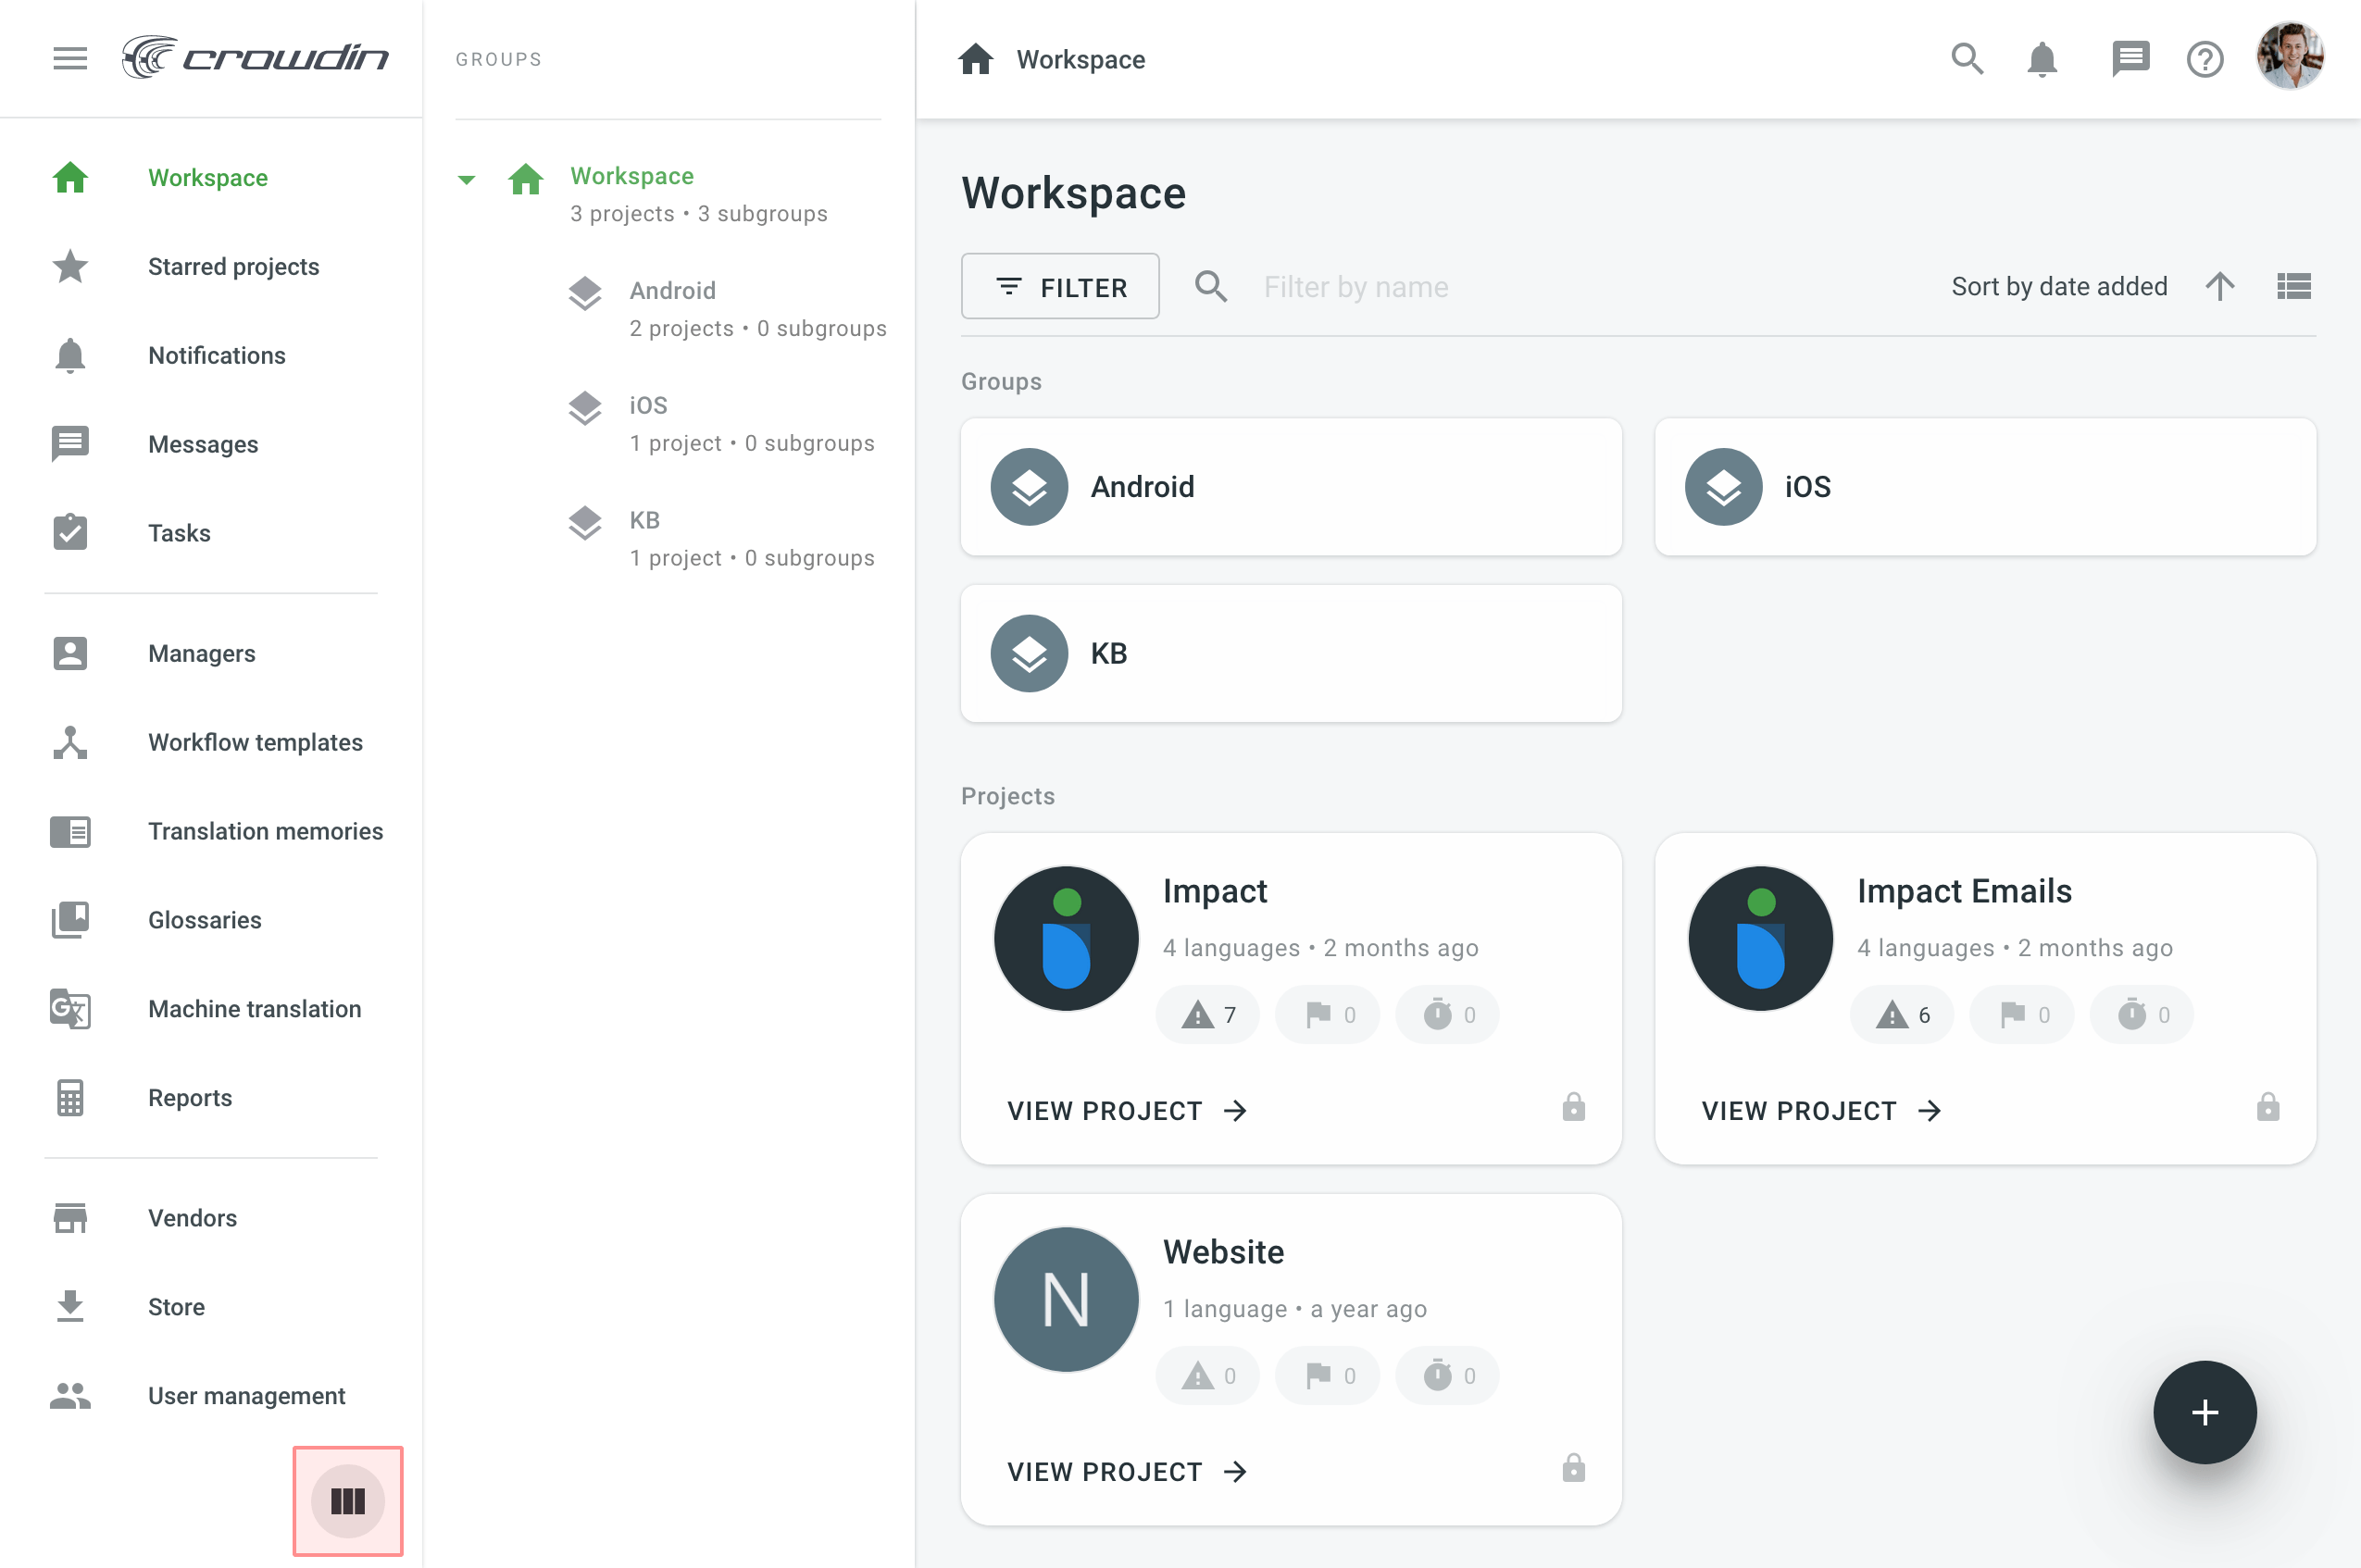 crowdin
Workspace
Starred projects
Notifications
Messages
Tasks
Managers
Workflow templates
Translation memories
Glossaries
Machine translation
Reports
Vendors
Store
User management
GROUPS
Workspace
3 projects • 3 subgroups
Android
2 projects • 0 subgroups
iOS
1 project • 0 subgroups
KB
1 project • 0 subgroups
Workspace
Workspace
FILTER Filter by name Sort by date added
Groups
Android
iOS
KB
Projects
Impact
4 languages • 2 months ago
7 0 0
VIEW PROJECT
Impact Emails
4 languages • 2 months ago
6 0 0
VIEW PROJECT
N
Website
1 language • a year ago
0 0 0
VIEW PROJECT